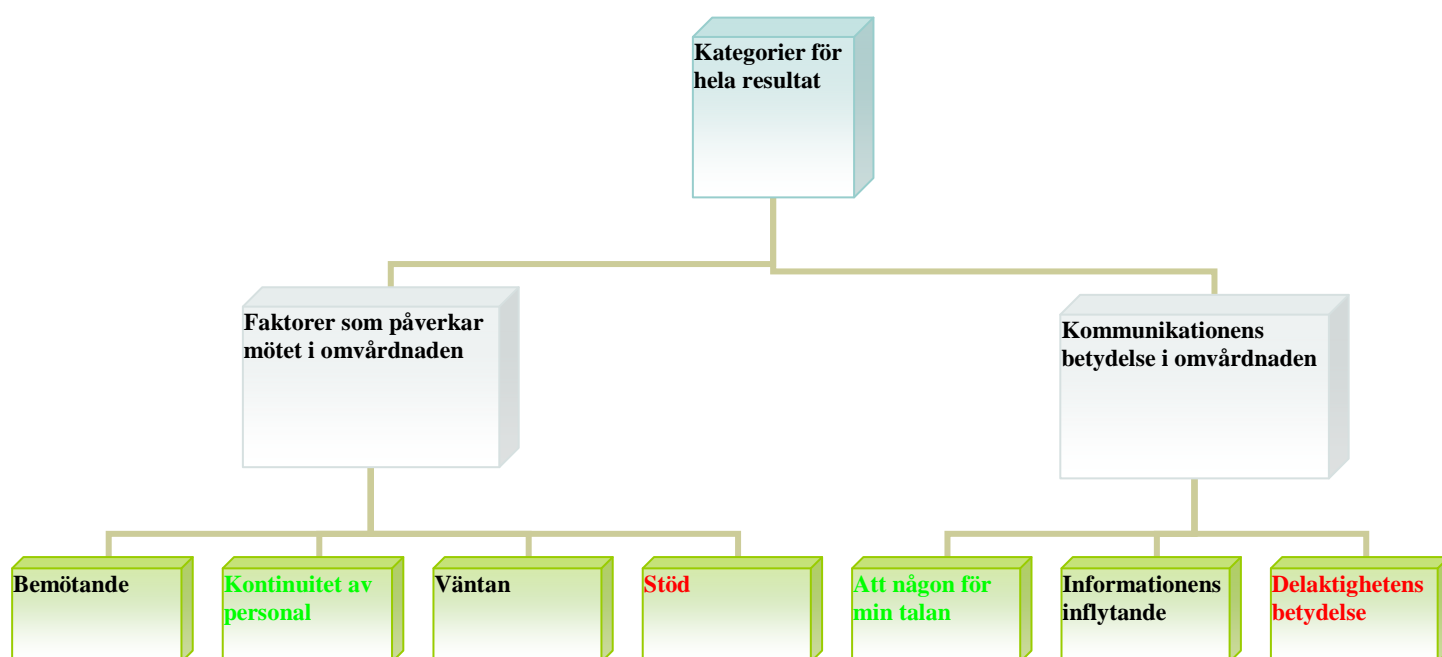 Kategorier för
hela resultat
Faktorer som påverkar
mötet i omvårdnaden
Kommunikationens
betydelse i omvårdnaden
Bemötande
Kontinuitet av
personal
Väntan
Stöd
Att någon för
min talan
Informationens
inflytande
Delaktighetens
betydelse